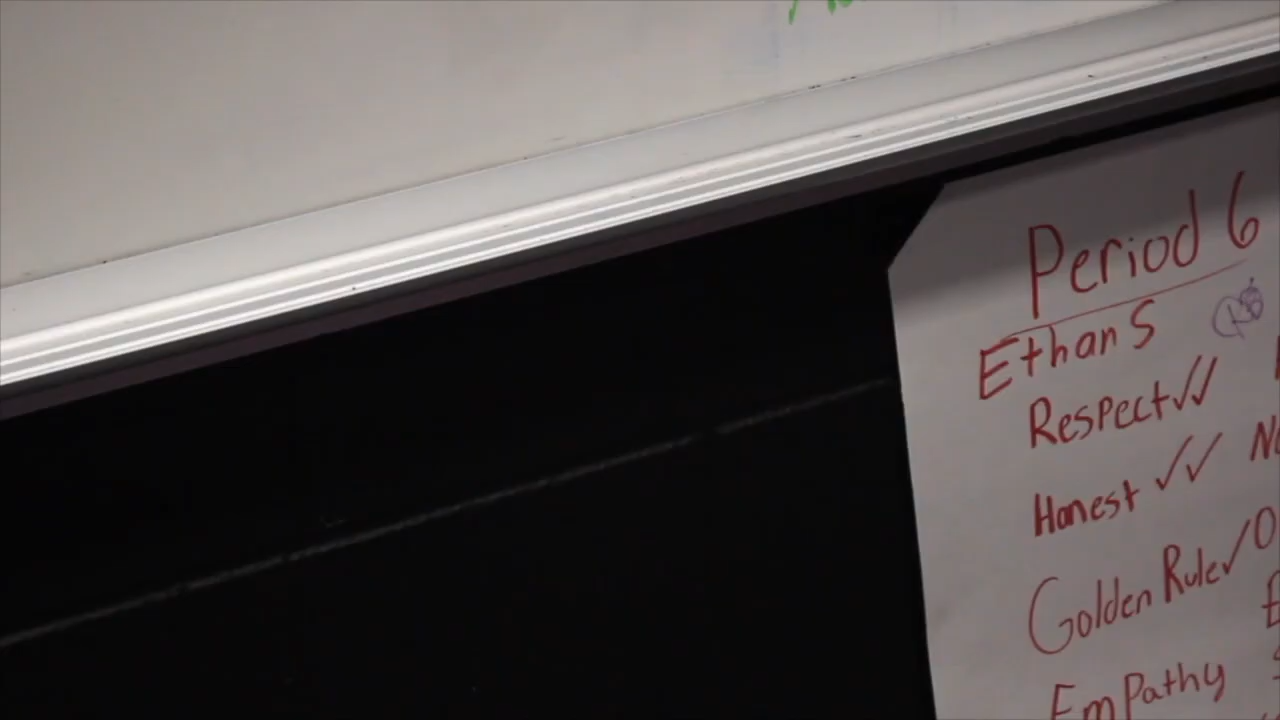 Period 6
Ethan S
Respect ✓✓
Honest ✓✓
Golden Rule ✓
Empathy